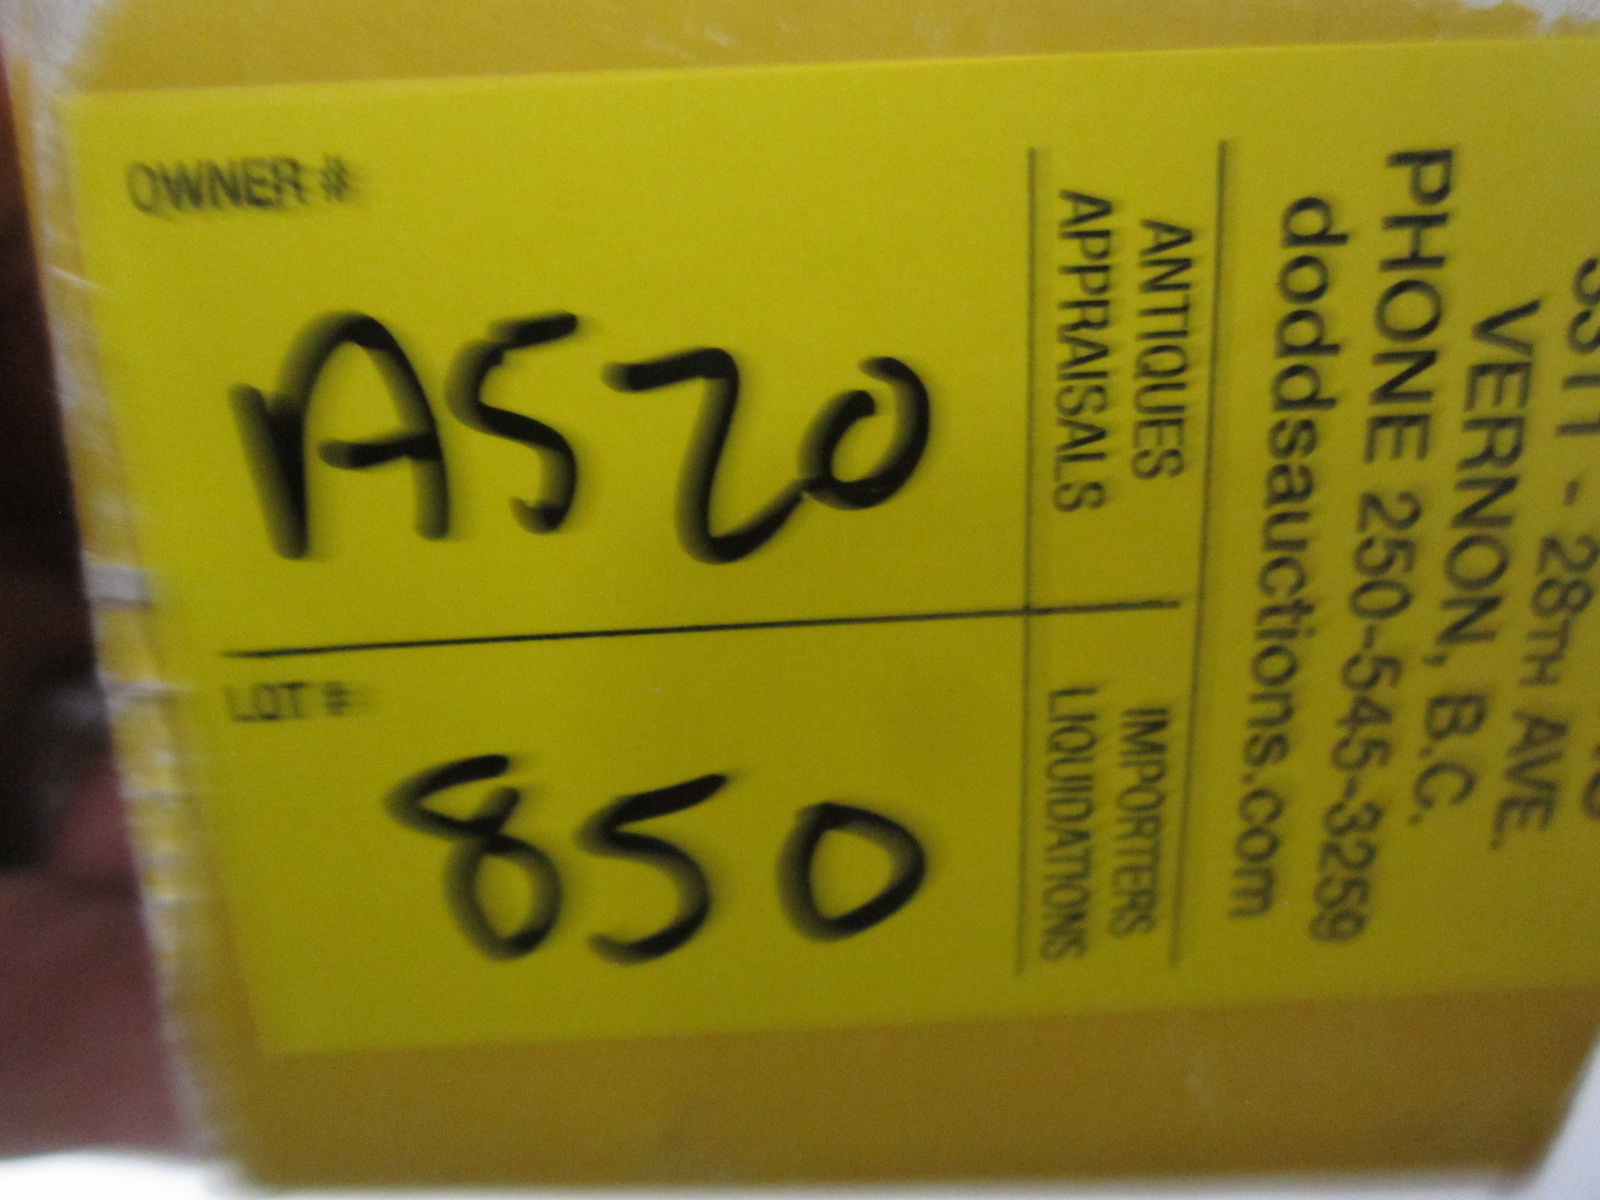 VERNON, B.C.
PHONE 250-545-3259
doddsauctions.com
ANTIQUES
APPRAISALS
IMPORTERS
LIQUIDATIONS
OWNER #
A520
LOT #
850